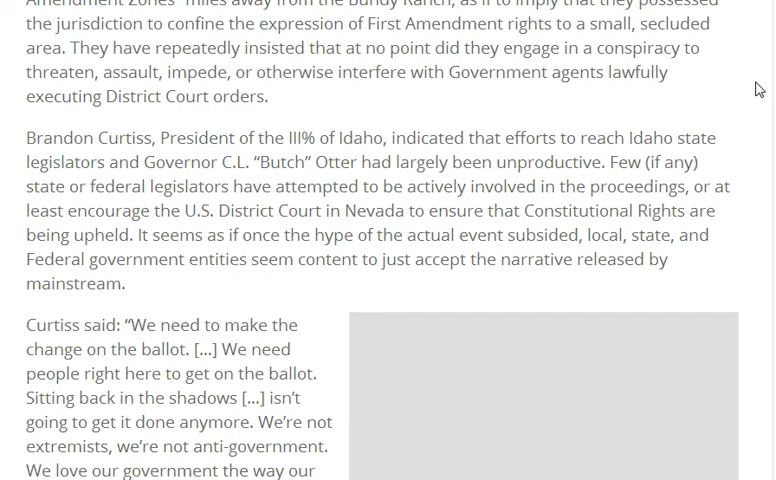 Amendment Zones" miles away from the Bundy Ranch, as if to imply that they possessed
the jurisdiction to confine the expression of First Amendment rights to a small, secluded
area. They have repeatedly insisted that at no point did they engage in a conspiracy to
threaten, assault, impede, or otherwise interfere with Government agents lawfully
executing District Court orders.
Brandon Curtiss, President of the III% of Idaho, indicated that efforts to reach Idaho state
legislators and Governor C.L. “Butch” Otter had largely been unproductive. Few (if any)
state or federal legislators have attempted to be actively involved in the proceedings, or at
least encourage the U.S. District Court in Nevada to ensure that Constitutional Rights are
being upheld. It seems as if once the hype of the actual event subsided, local, state, and
Federal government entities seem content to just accept the narrative released by
mainstream.
Curtiss said: “We need to make the
change on the ballot. [...] We need
people right here to get on the ballot.
Sitting back in the shadows [...] isn’t
going to get it done anymore. We’re not
extremists, we’re not anti-government.
We love our government the way our